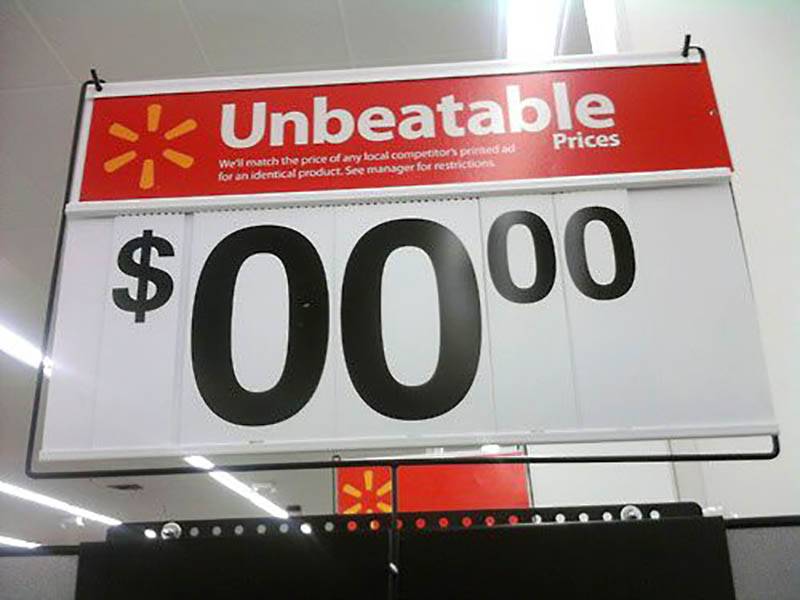 Unbeatable
Prices
We'll match the price of any local competitor's printed ad
for an identical product. See manager for restrictions.
$0000